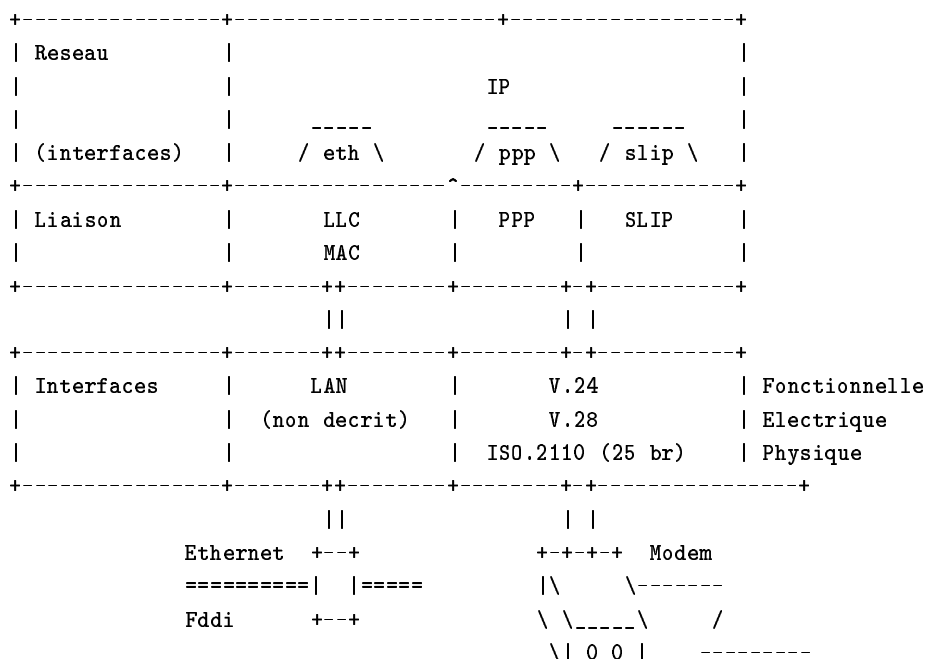 Reseau
IP
(interfaces) / eth \ / ppp \ / slip \
Liaison LLC PPP SLIP
MAC
Interfaces LAN V.24 Fonctionnelle
(non decrit) V.28 Electrique
ISO.2110 (25 br) Physique
Ethernet Modem
Fddi
O O